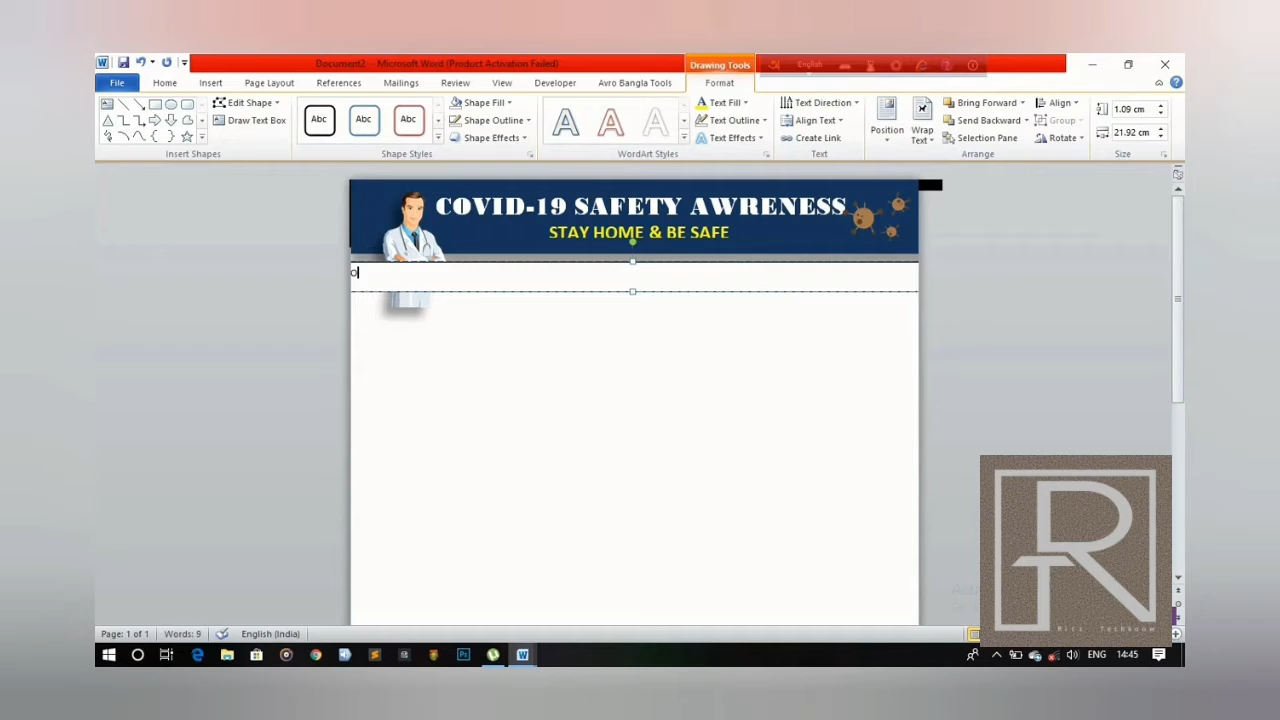 Document2 - Microsoft Word (Product Activation Failed)
Drawing Tools
English
File Home Insert Page Layout References Mailings Review View Developer Avro Bangla Tools Format
Edit Shape
Draw Text Box
Insert Shapes
Abc Abc Abc
Shape Fill
Shape Outline
Shape Effects
Shape Styles
A A A
Text Fill
Text Outline
Text Effects
WordArt Styles
Text Direction
Align Text
Create Link
Text
Position
Wrap Text
Bring Forward
Send Backward
Selection Pane
Align
Group
Rotate
Arrange
1.09 cm
21.92 cm
Size
COVID-19 SAFETY AWRENESS
STAY HOME & BE SAFE
o
RT
Page: 1 of 1 Words: 9 English (India)
ENG 14:45